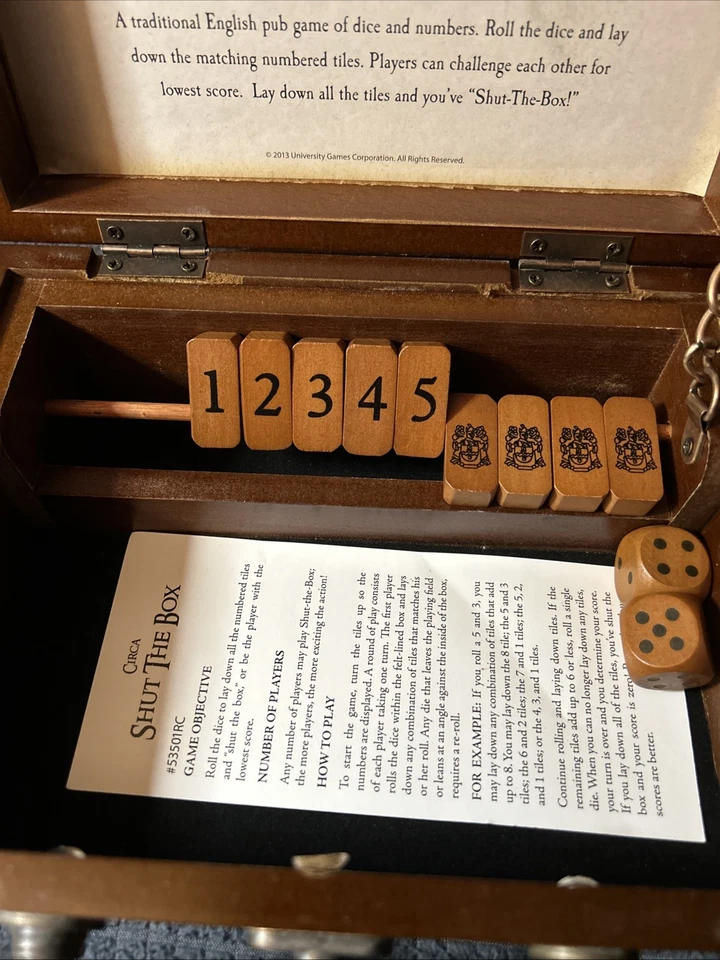 A traditional English pub game of dice and numbers. Roll the dice and lay
down the matching numbered tiles. Players can challenge each other for
lowest score. Lay down all the tiles and you've “Shut-The-Box!”
© 2013 University Games Corporation. All Rights Reserved.
1 2 3 4 5
CIRCA
SHUT THE BOX
#53501RC
GAME OBJECTIVE
Roll the dice to lay down all the numbered tiles
and “shut the box,” or be the player with the
lowest score.
NUMBER OF PLAYERS
Any number of players may play Shut-the-Box;
the more players, the more exciting the action!
HOW TO PLAY
To start the game, turn the tiles up so the
numbers are displayed. A round of play consists
of each player taking one turn. The first player
rolls the dice within the felt-lined box and lays
down any combination of tiles that matches his
or her roll. Any die that leaves the playing field
or leans at an angle against the inside of the box,
requires a re-roll.
FOR EXAMPLE: If you roll a 5 and 3, you
may lay down any combination of tiles that add
up to 8. You may lay down the 8 tile; the 5 and 3
tiles; the 6 and 2 tiles; the 7 and 1 tiles; the 5, 2,
and 1 tiles; or the 4, 3, and 1 tiles.
Continue rolling and laying down tiles. If the
remaining tiles add up to 6 or less, roll a single
die. When you can no longer lay down any tiles,
your turn is over and you determine your score.
If you lay down all of the tiles, you've shut the
box and your score is zero!
scores are better.